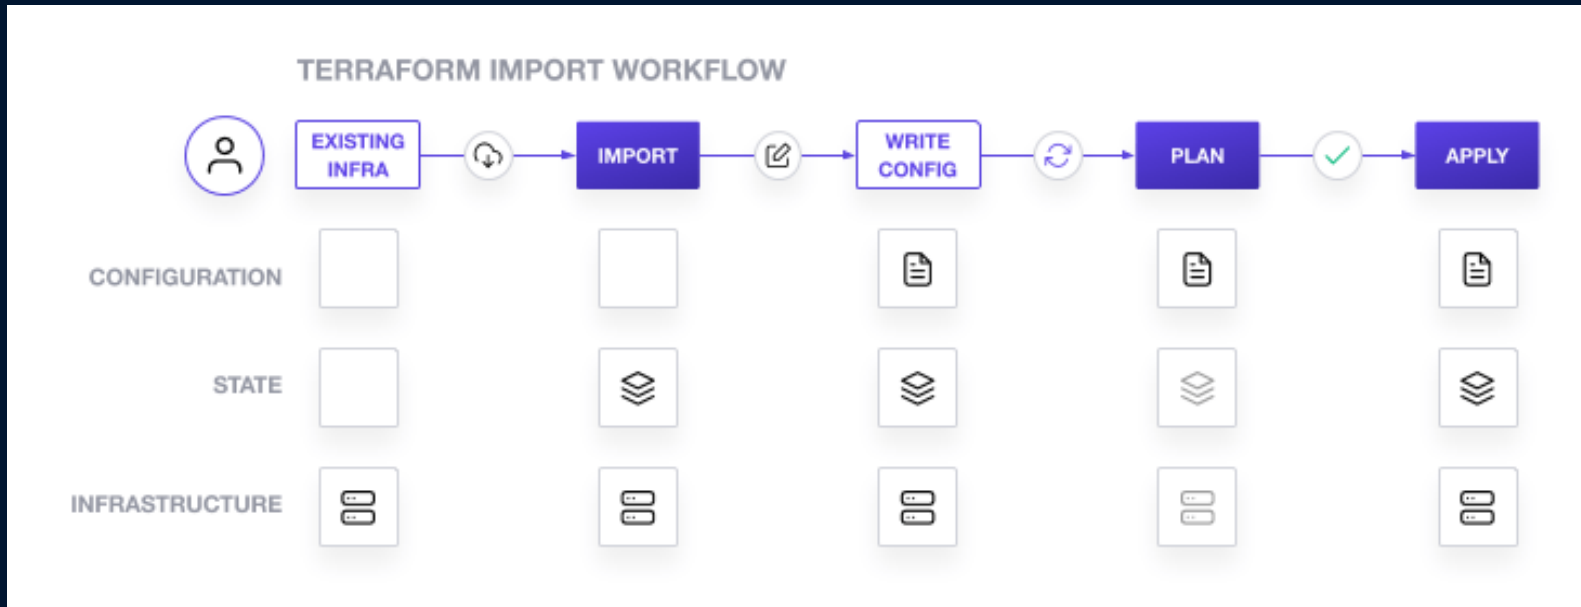 TERRAFORM IMPORT WORKFLOW
EXISTING
INFRA
IMPORT
WRITE
CONFIG
PLAN
APPLY
CONFIGURATION
STATE
INFRASTRUCTURE